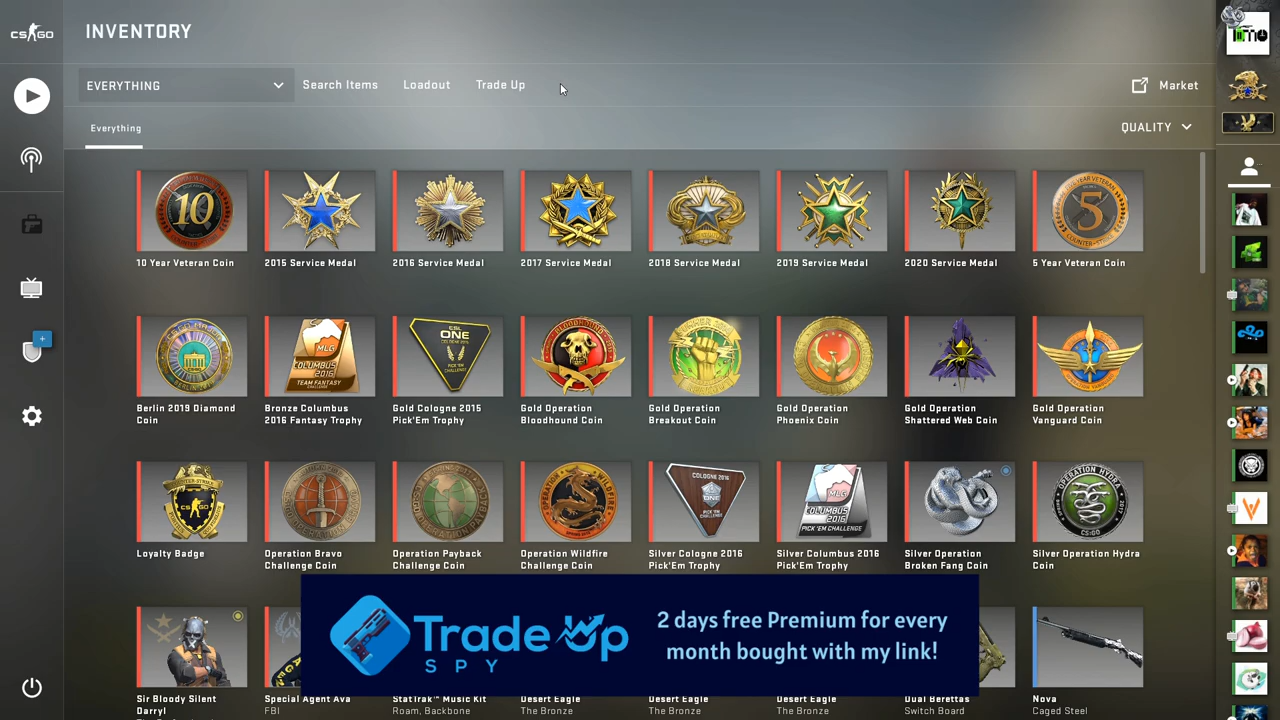 CS GO
INVENTORY
EVERYTHING
Search Items
Loadout
Trade Up
Market
Everything
QUALITY
10 Year Veteran Coin
2015 Service Medal
2016 Service Medal
2017 Service Medal
2018 Service Medal
2019 Service Medal
2020 Service Medal
5 Year Veteran Coin
Berlin 2019 Diamond
Coin
Bronze Columbus
2016 Fantasy Trophy
Gold Cologne 2015
Pick'Em Trophy
Gold Operation
Bloodhound Coin
Gold Operation
Breakout Coin
Gold Operation
Phoenix Coin
Gold Operation
Shattered Web Coin
Gold Operation
Vanguard Coin
Loyalty Badge
Operation Bravo
Challenge Coin
Operation Payback
Challenge Coin
Operation Wildfire
Challenge Coin
Silver Cologne 2016
Pick'Em Trophy
Silver Columbus 2016
Pick'Em Trophy
Silver Operation
Broken Fang Coin
Silver Operation Hydra
Coin
Trade Up
SPY
2 days free Premium for every
month bought with my link!
Sir Bloody Silent
Darryl
Special Agent Ava
FBI
StatTrak™ Music Kit
Roam, Backbone
Desert Eagle
The Bronze
Desert Eagle
The Bronze
Desert Eagle
The Bronze
Dual Berettas
Switch Board
Nova
Caged Steel